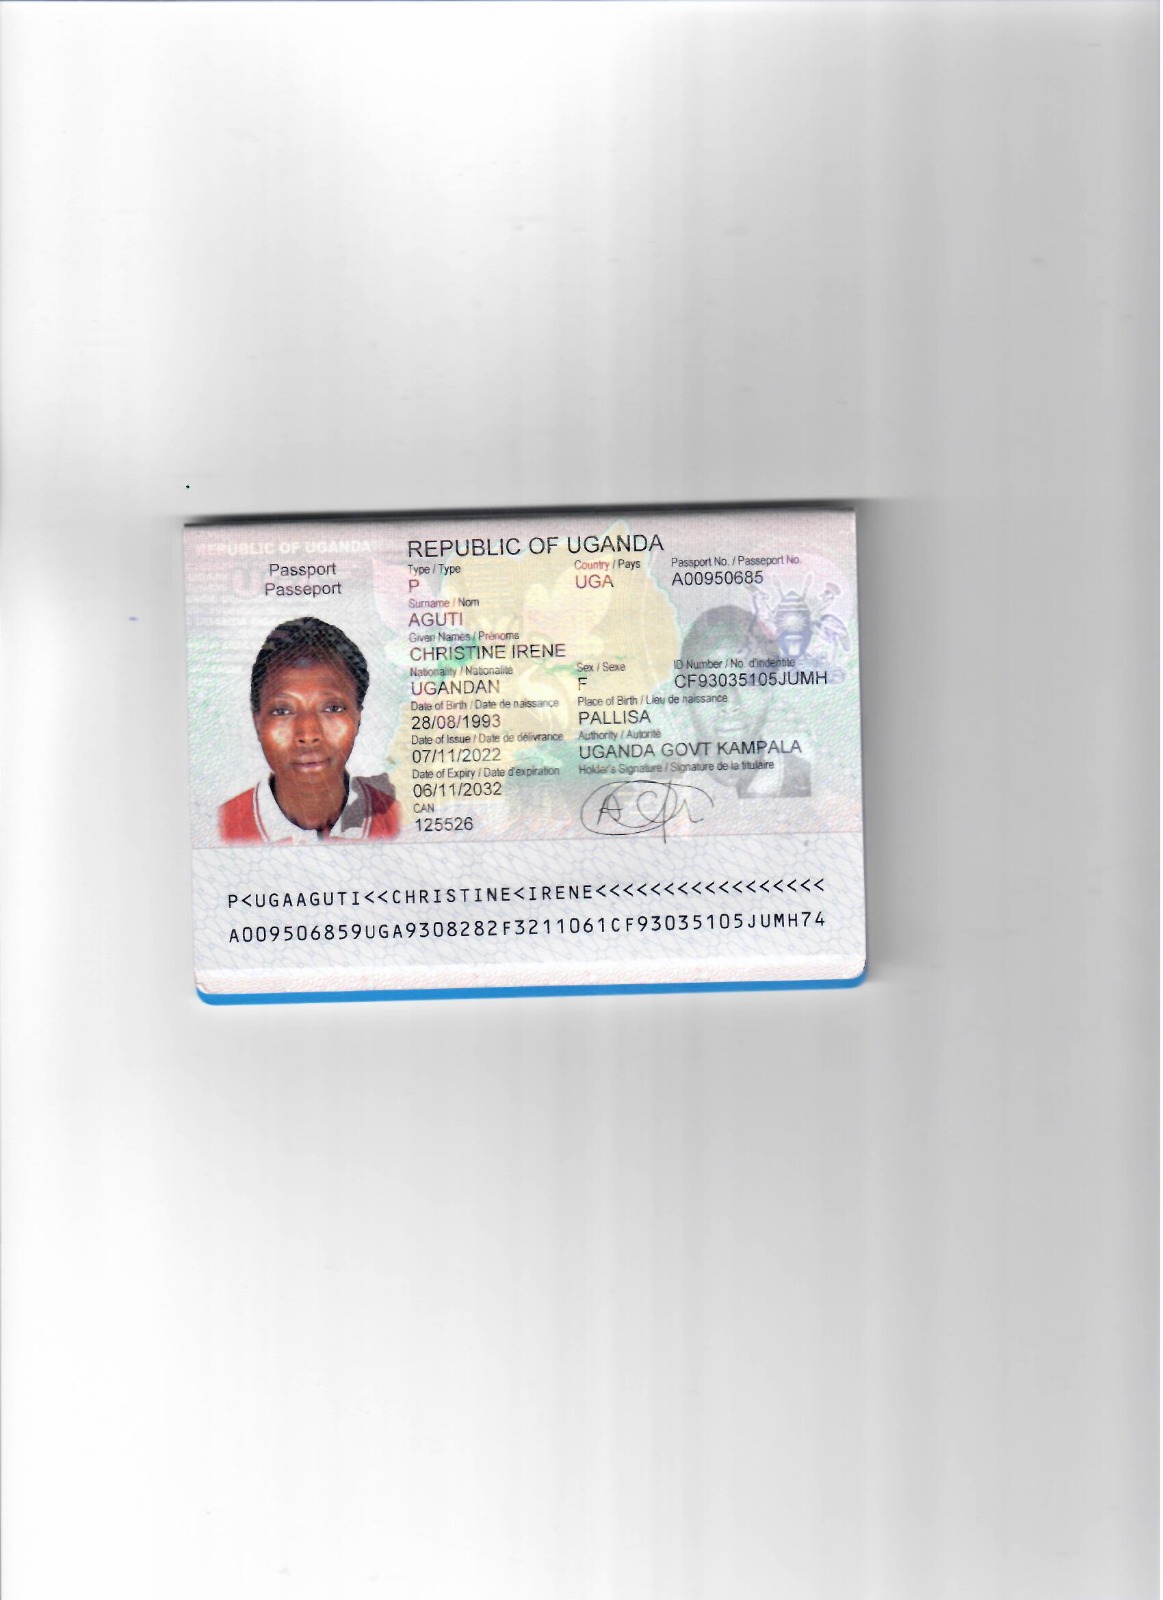 REPUBLIC OF UGANDA
Passport
Passeport
REPUBLIC OF UGANDA
Type / Type
P
Country / Pays
UGA
Passport No. / Passeport No.
A00950685
Surname / Nom
AGUTI
Given Names / Prénoms
CHRISTINE IRENE
Nationality / Nationalité
UGANDAN
Sex / Sexe
F
ID Number / No. d'indentite
CF93035105JUMH
Date of Birth / Date de naissance
28/08/1993
Place of Birth / Lieu de naissance
PALLISA
Date of Issue / Date de délivrance
07/11/2022
Authority / Autorité
UGANDA GOVT KAMPALA
Date of Expiry / Date d'expiration
06/11/2032
Holder's Signature / Signature de la titulaire
CAN
125526
P<UGAAGUTI<<CHRISTINE<IRENE<<<<<<<<<<<<<<<<<
A009506859UGA9308282F3211061CF93035105JUMH74